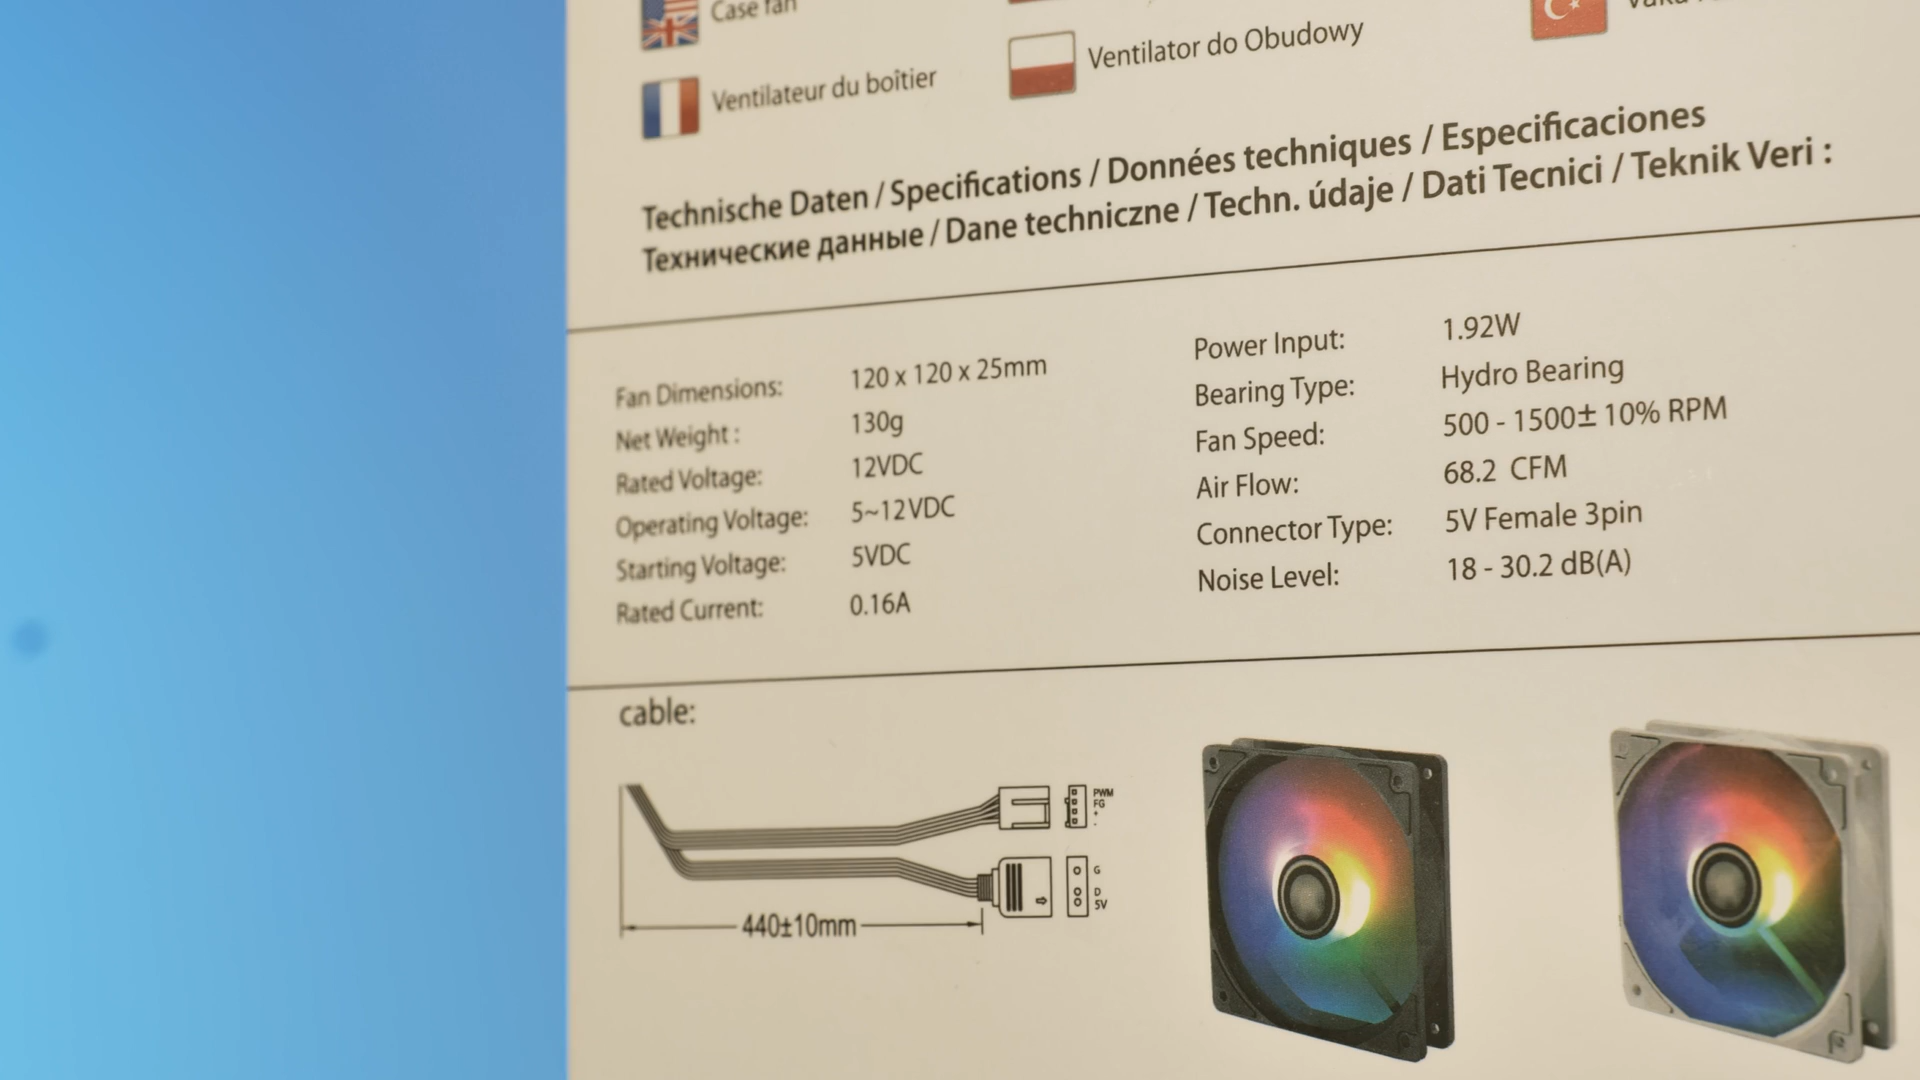 Case fan
Ventilateur du boîtier
Ventilator do Obudowy
Technische Daten / Specifications / Données techniques / Especificaciones
Технические данные / Dane techniczne / Techn. údaje / Dati Tecnici / Teknik Veri :
Fan Dimensions: 120 x 120 x 25mm
Net Weight : 130g
Rated Voltage: 12VDC
Operating Voltage: 5~12VDC
Starting Voltage: 5VDC
Rated Current: 0.16A
Power Input: 1.92W
Bearing Type: Hydro Bearing
Fan Speed: 500 - 1500± 10% RPM
Air Flow: 68.2 CFM
Connector Type: 5V Female 3pin
Noise Level: 18 - 30.2 dB(A)
cable:
PWM
FG
+
-
G
D
5V
440±10mm